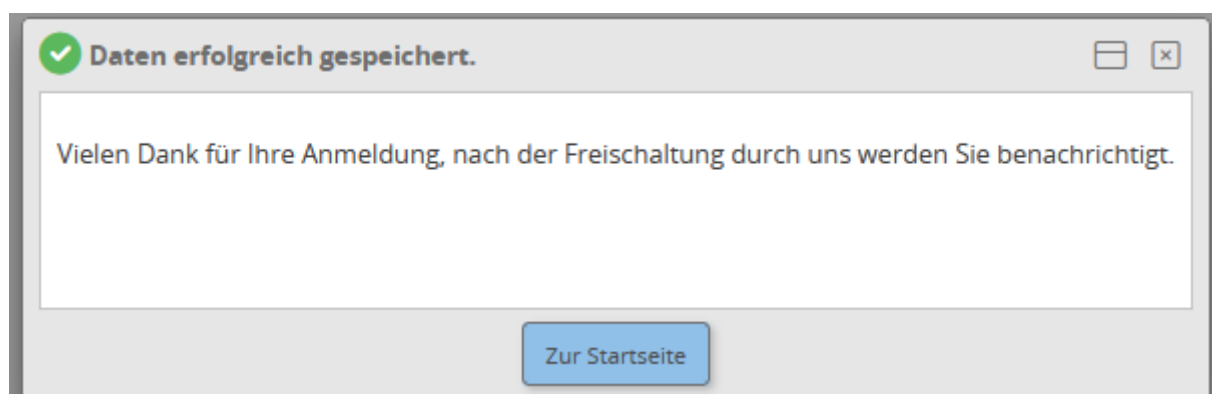 Daten erfolgreich gespeichert.
Vielen Dank für Ihre Anmeldung, nach der Freischaltung durch uns werden Sie benachrichtigt.
Zur Startseite